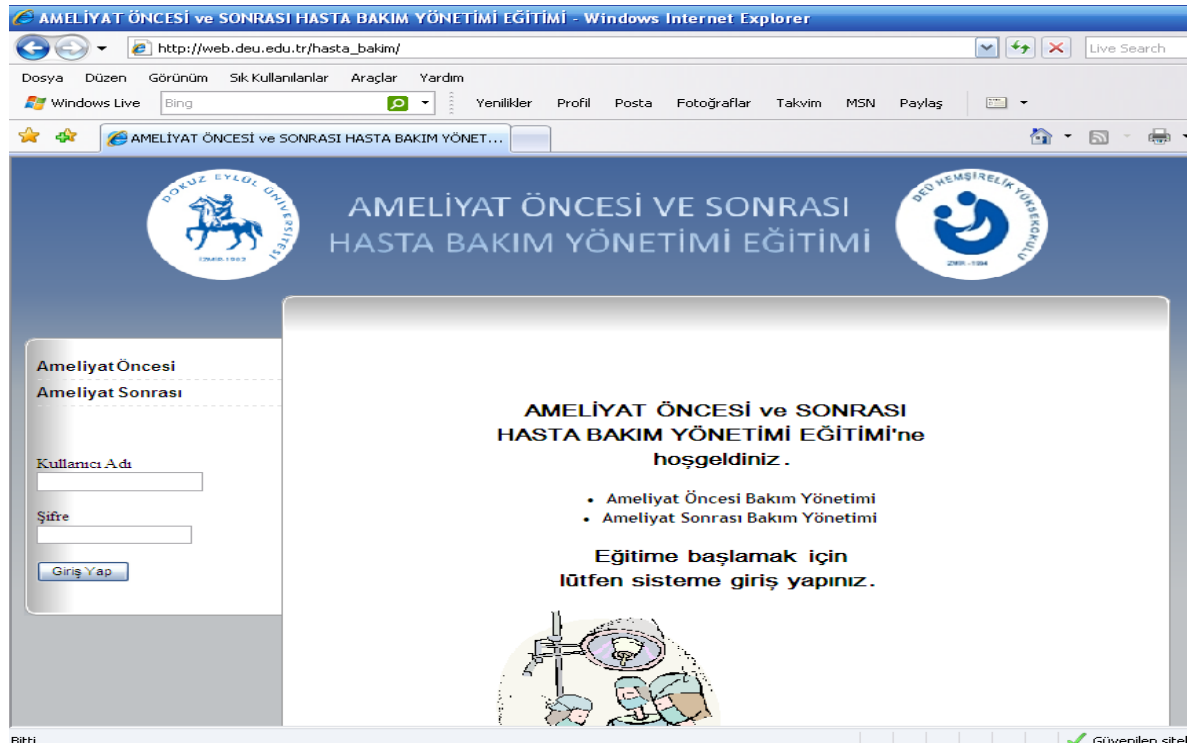 AMELİYAT ÖNCESİ ve SONRASI HASTA BAKIM YÖNETİMİ EĞİTİMİ - Windows Internet Explorer
http://web.deu.edu.tr/hasta_bakim/
Live Search
Dosya Düzen Görünüm Sık Kullanılanlar Araçlar Yardım
Windows Live Bing Yenilikler Profil Posta Fotoğraflar Takvim MSN Paylaş
AMELİYAT ÖNCESİ ve SONRASI HASTA BAKIM YÖNET...
DOKUZ EYLÜL ÜNİVERSİTESİ
İZMİR-1982
AMELİYAT ÖNCESİ VE SONRASI
HASTA BAKIM YÖNETİMİ EĞİTİMİ
DEÜ HEMŞİRELİK YÜKSEKOKULU
İZMİR-1994
Ameliyat Öncesi
Ameliyat Sonrası
Kullanıcı Adı
Şifre
Giriş Yap
AMELİYAT ÖNCESİ ve SONRASI
HASTA BAKIM YÖNETİMİ EĞİTİMİ'ne
hoşgeldiniz.
• Ameliyat Öncesi Bakım Yönetimi
• Ameliyat Sonrası Bakım Yönetimi
Eğitime başlamak için
lütfen sisteme giriş yapınız.
Bitti
Güvenilen sitel